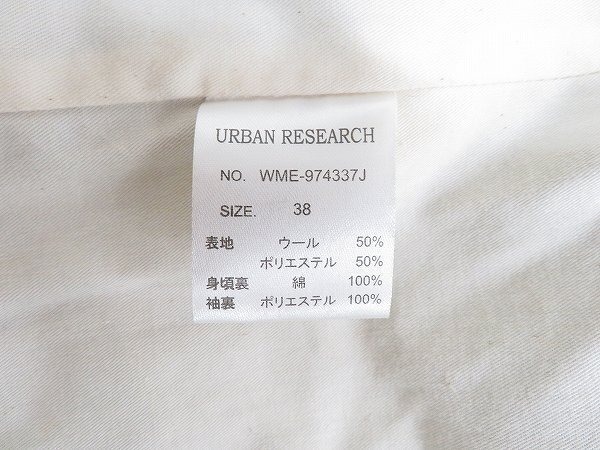 URBAN RESEARCH
NO. WME-974337J
SIZE. 38
表地 ウール 50%
ポリエステル 50%
身頃裏 綿 100%
袖裏 ポリエステル 100%